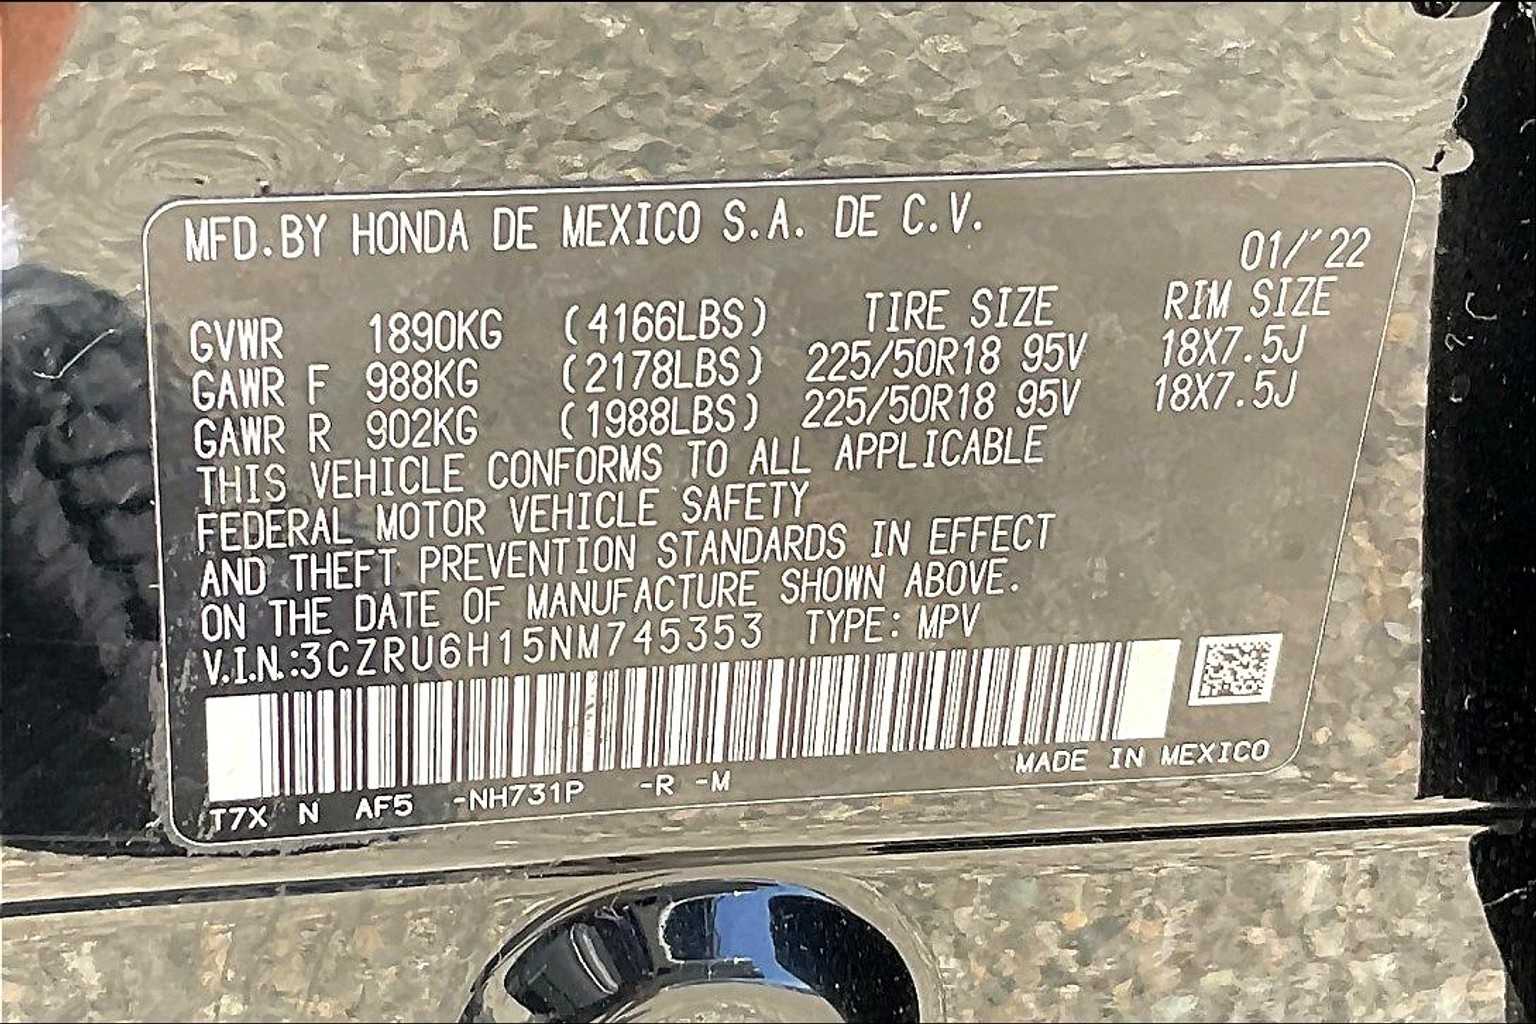 MFD.BY HONDA DE MEXICO S.A. DE C.V.
01/'22
GVWR 1890KG (4166LBS) TIRE SIZE RIM SIZE
GAWR F 988KG (2178LBS) 225/50R18 95V 18X7.5J
GAWR R 902KG (1988LBS) 225/50R18 95V 18X7.5J
THIS VEHICLE CONFORMS TO ALL APPLICABLE
FEDERAL MOTOR VEHICLE SAFETY
AND THEFT PREVENTION STANDARDS IN EFFECT
ON THE DATE OF MANUFACTURE SHOWN ABOVE.
V.I.N.:3CZRU6H15NM745353 TYPE: MPV
T7X N AF5 -NH731P -R -M MADE IN MEXICO